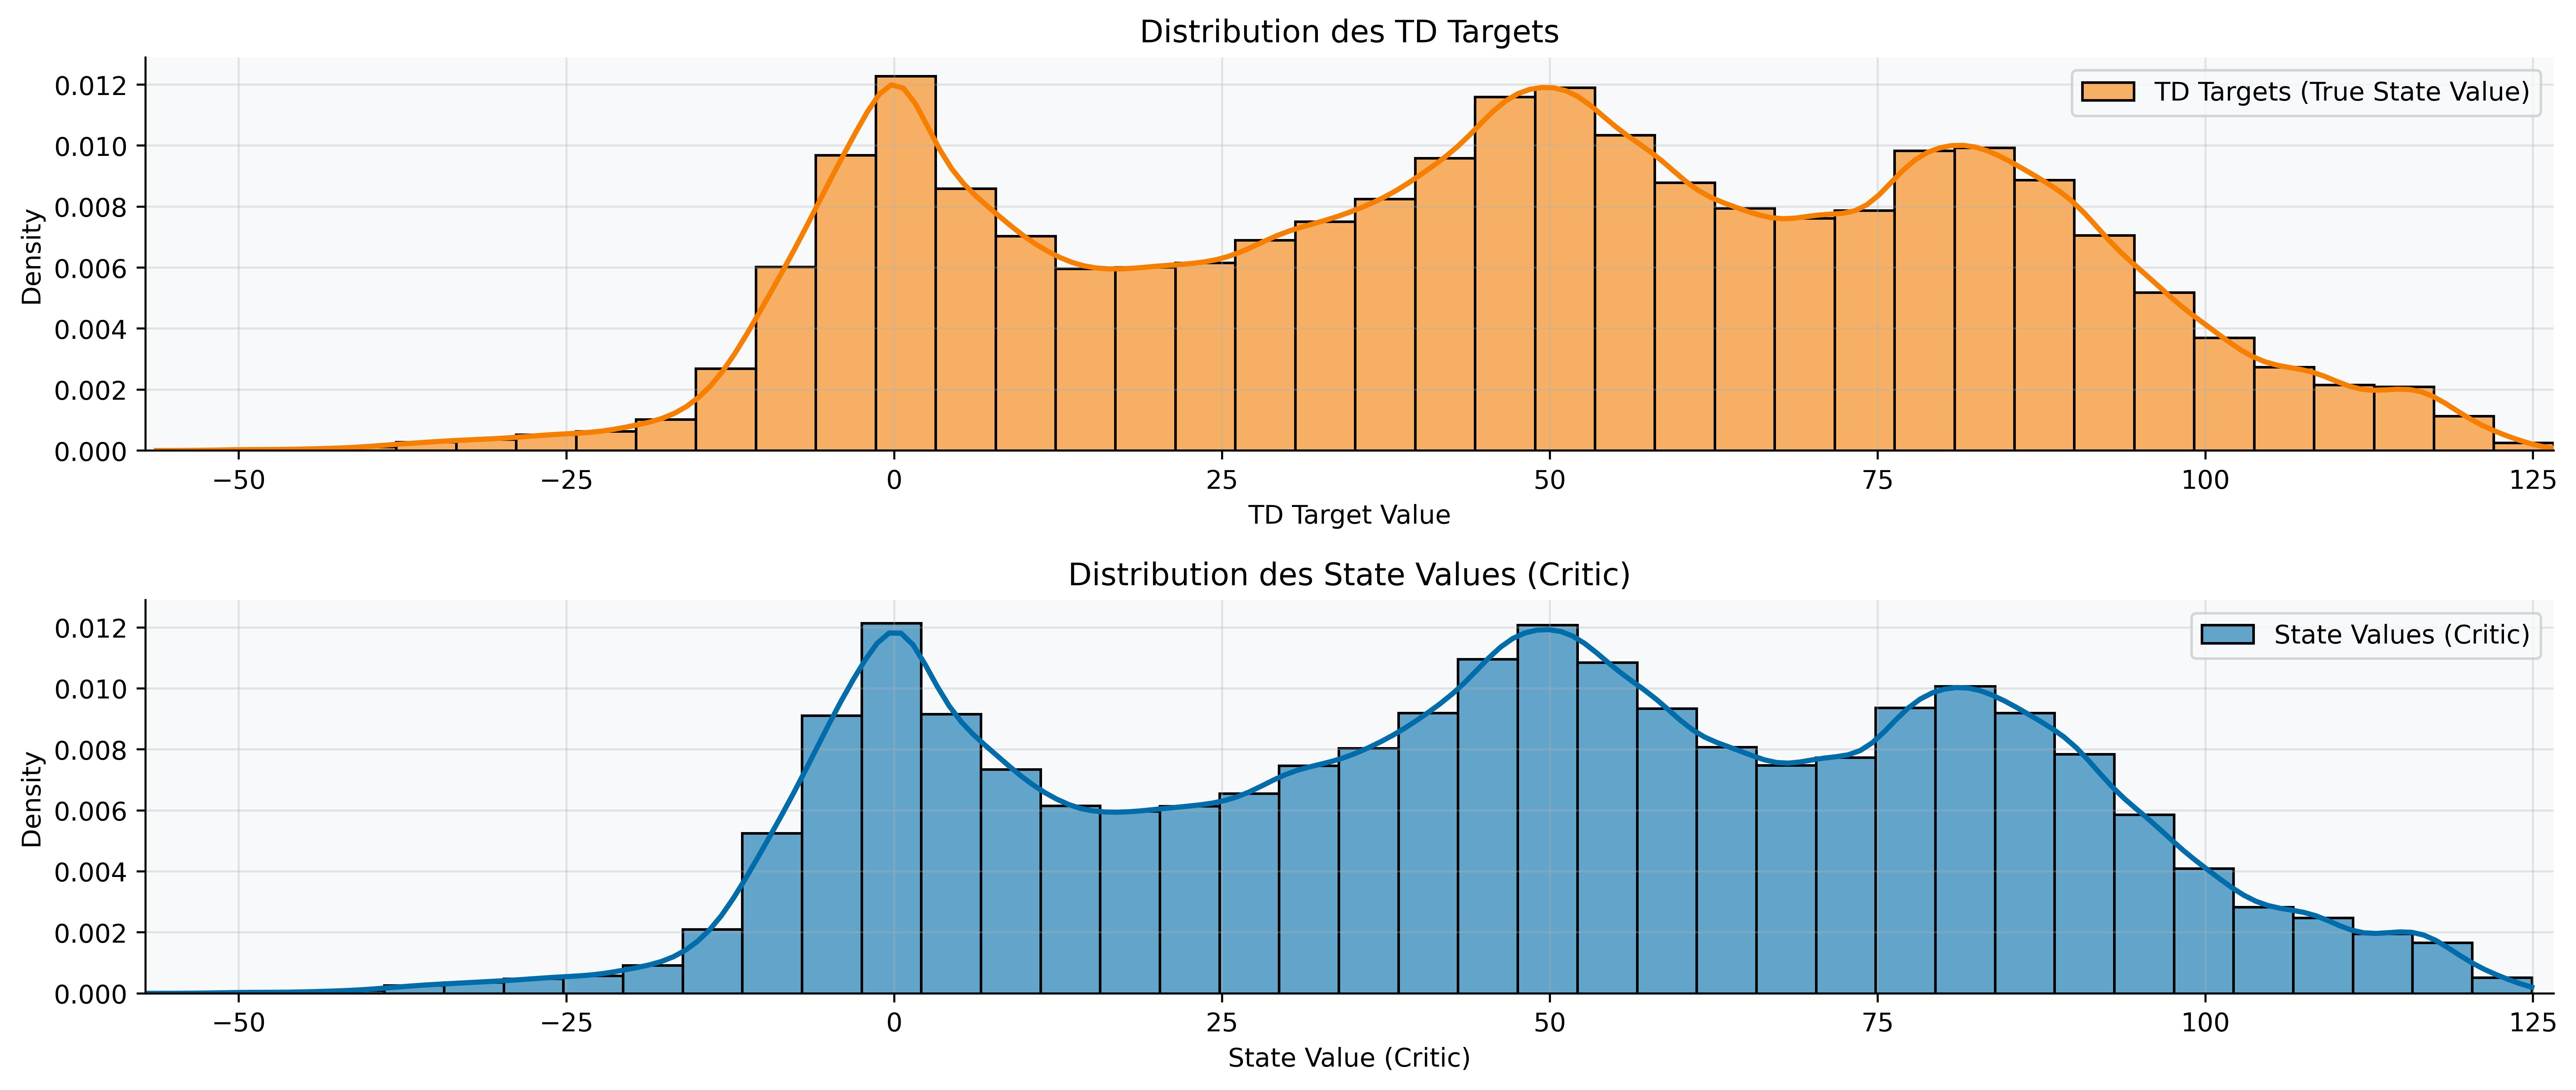 Distribution des TD Targets
TD Targets (True State Value)
Density
0.012
0.010
0.008
0.006
0.004
0.002
0.000
−50 −25 0 25 50 75 100 125
TD Target Value
Distribution des State Values (Critic)
State Values (Critic)
Density
0.012
0.010
0.008
0.006
0.004
0.002
0.000
−50 −25 0 25 50 75 100 125
State Value (Critic)